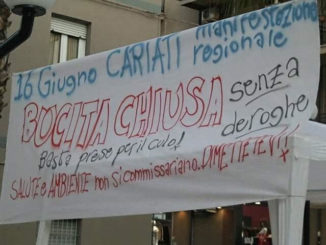 16 Giugno CARIATI manifestazione regionale
BUCITA CHIUSA senza deroghe
Basta prese per il culo!
SALUTE e AMBIENTE non si commissariano. DIMETTETEVI!